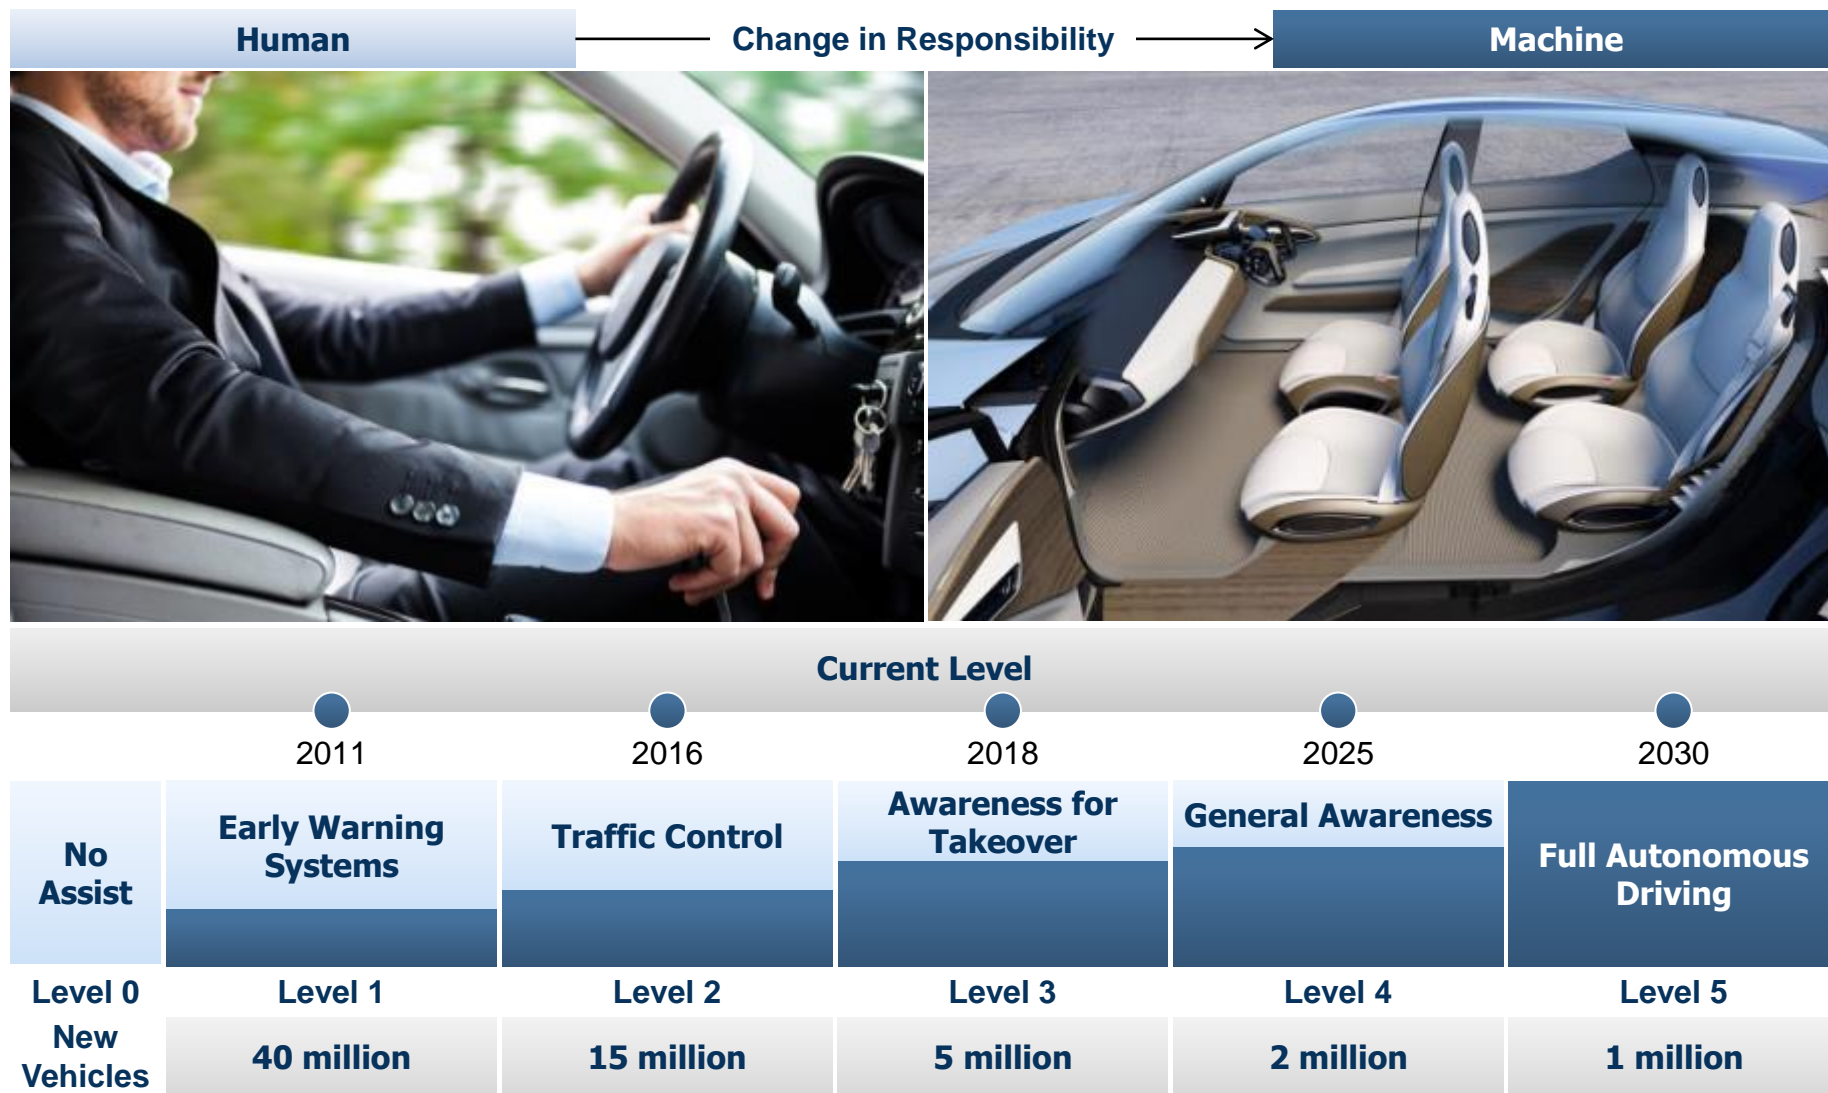 Human
Change in Responsibility
Machine
Current Level
2011
2016
2018
2025
2030
No
Assist
Early Warning
Systems
Traffic Control
Awareness for
Takeover
General Awareness
Full Autonomous
Driving
Level 0
Level 1
Level 2
Level 3
Level 4
Level 5
New
Vehicles
40 million
15 million
5 million
2 million
1 million